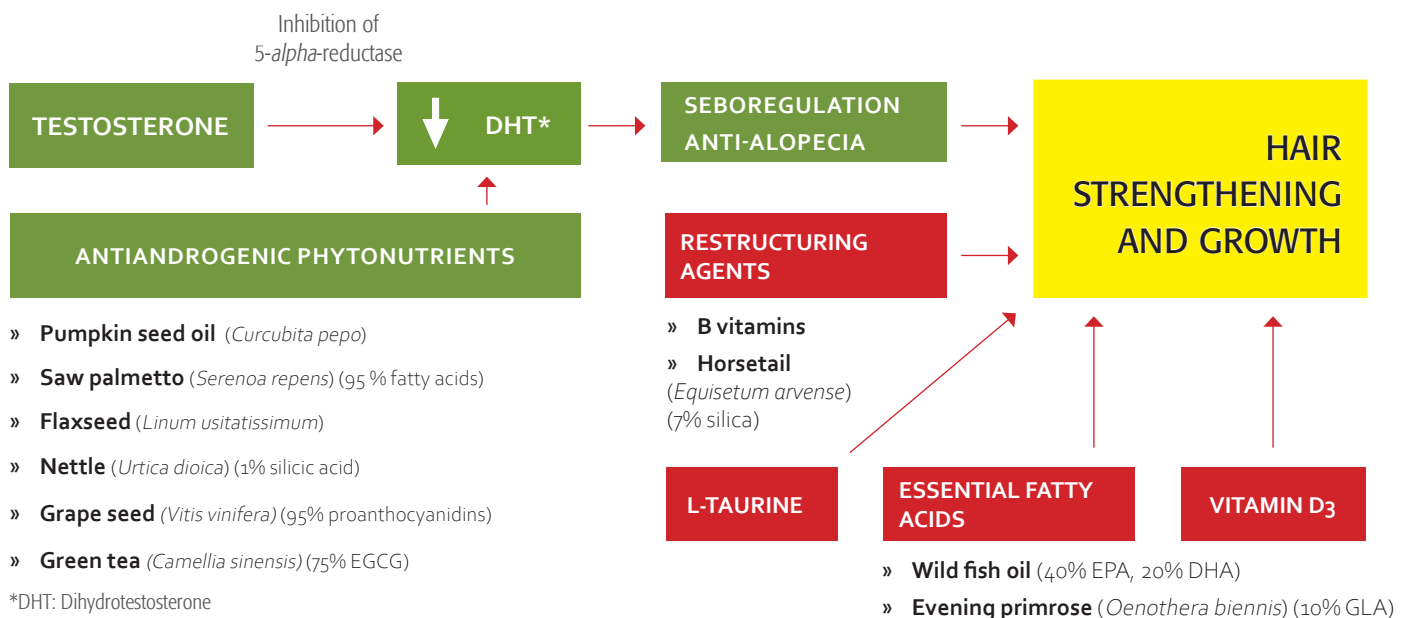 Inhibition of
5-alpha-reductase
TESTOSTERONE
DHT*
SEBOREGULATION
ANTI-ALOPECIA
HAIR
STRENGTHENING
AND GROWTH
ANTIANDROGENIC PHYTONUTRIENTS
» Pumpkin seed oil (Curcubita pepo)
» Saw palmetto (Serenoa repens) (95 % fatty acids)
» Flaxseed (Linum usitatissimum)
» Nettle (Urtica dioica) (1% silicic acid)
» Grape seed (Vitis vinifera) (95% proanthocyanidins)
» Green tea (Camellia sinensis) (75% EGCG)
*DHT: Dihydrotestosterone
RESTRUCTURING
AGENTS
» B vitamins
» Horsetail
(Equisetum arvense)
(7% silica)
L-TAURINE
ESSENTIAL FATTY
ACIDS
» Wild fish oil (40% EPA, 20% DHA)
» Evening primrose (Oenothera biennis) (10% GLA)
VITAMIN D3